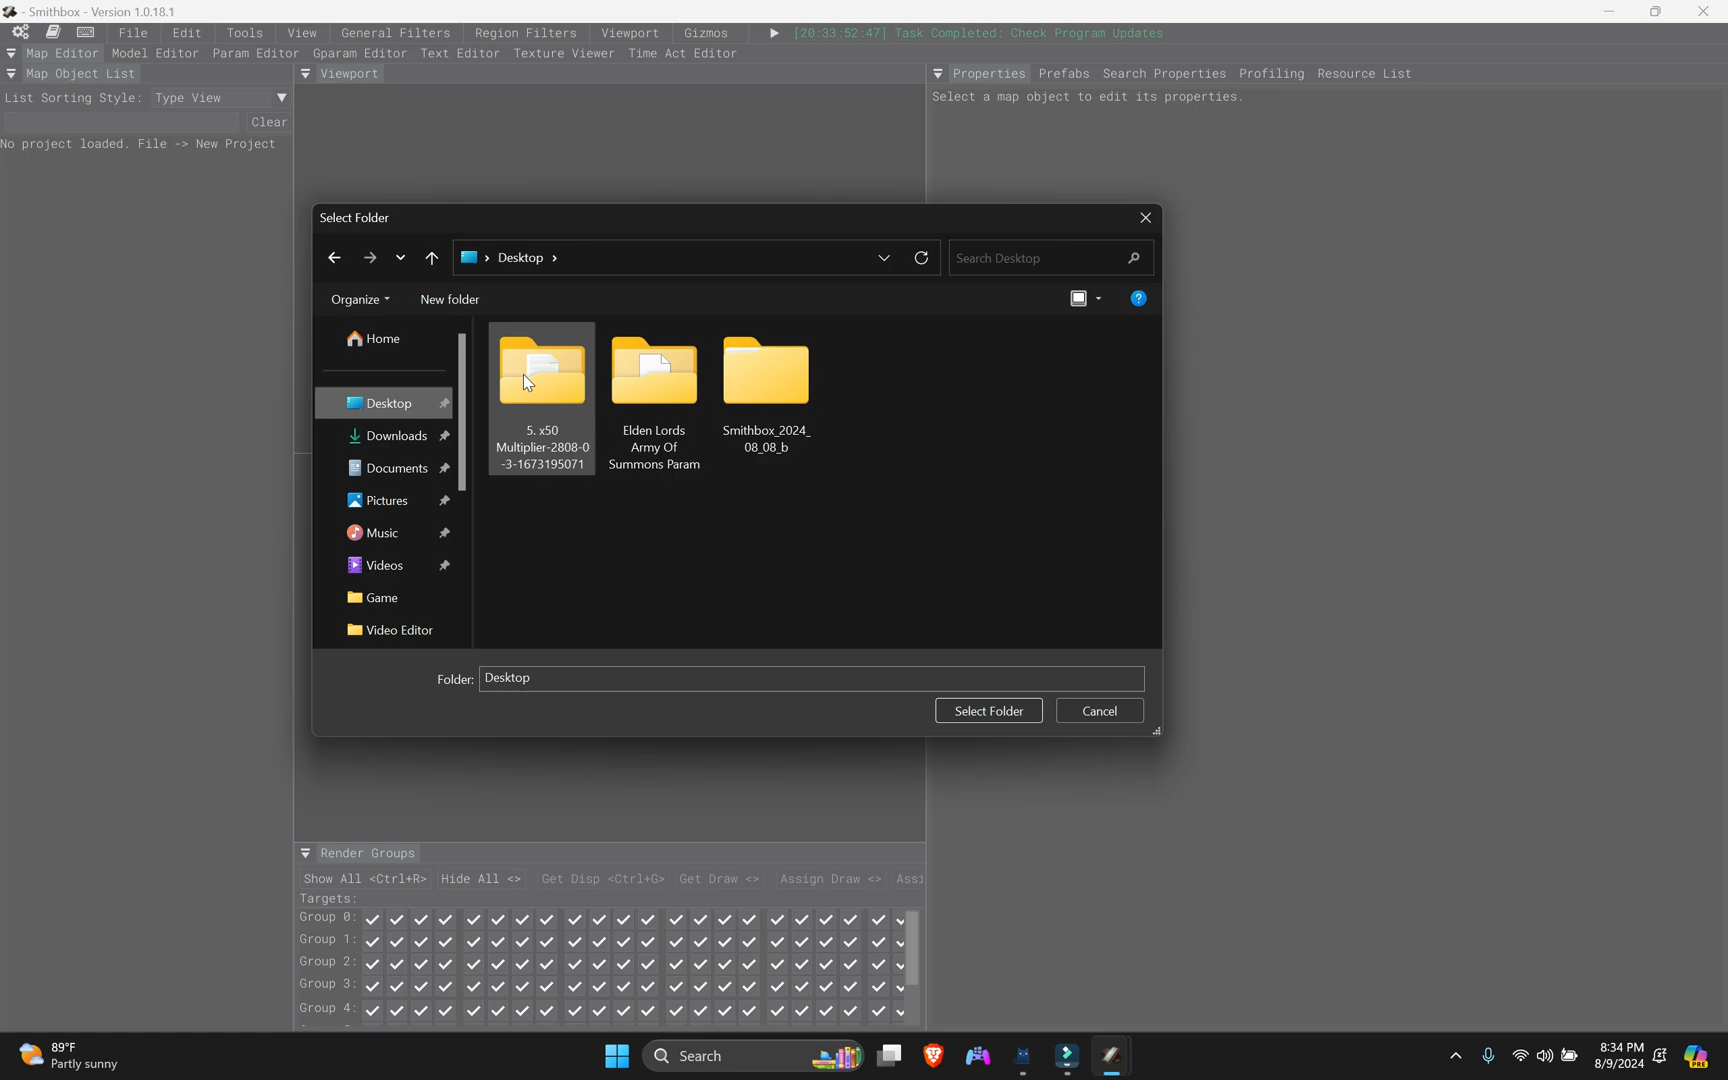 - Smithbox - Version 1.0.18.1
File Edit Tools View General Filters Region Filters Viewport Gizmos [20:33:52:47] Task Completed: Check Program Updates
Map Editor Model Editor Param Editor Gparam Editor Text Editor Texture Viewer Time Act Editor
Map Object List
Viewport
Properties Prefabs Search Properties Profiling Resource List
List Sorting Style: Type View
Select a map object to edit its properties.
Clear
No project loaded. File -> New Project
Select Folder
Desktop
Search Desktop
Organize
New folder
Home
Desktop
Downloads
Documents
Pictures
Music
Videos
Game
Video Editor
5. x50
Multiplier-2808-0
-3-1673195071
Elden Lords
Army Of
Summons Param
Smithbox_2024_
08_08_b
Folder: Desktop
Select Folder
Cancel
Render Groups
Show All <Ctrl+R> Hide All <> Get Disp <Ctrl+G> Get Draw <> Assign Draw <> Assi
Targets:
Group 0:
Group 1:
Group 2:
Group 3:
Group 4:
89°F
Partly sunny
Search
8:34 PM
8/9/2024
PRE